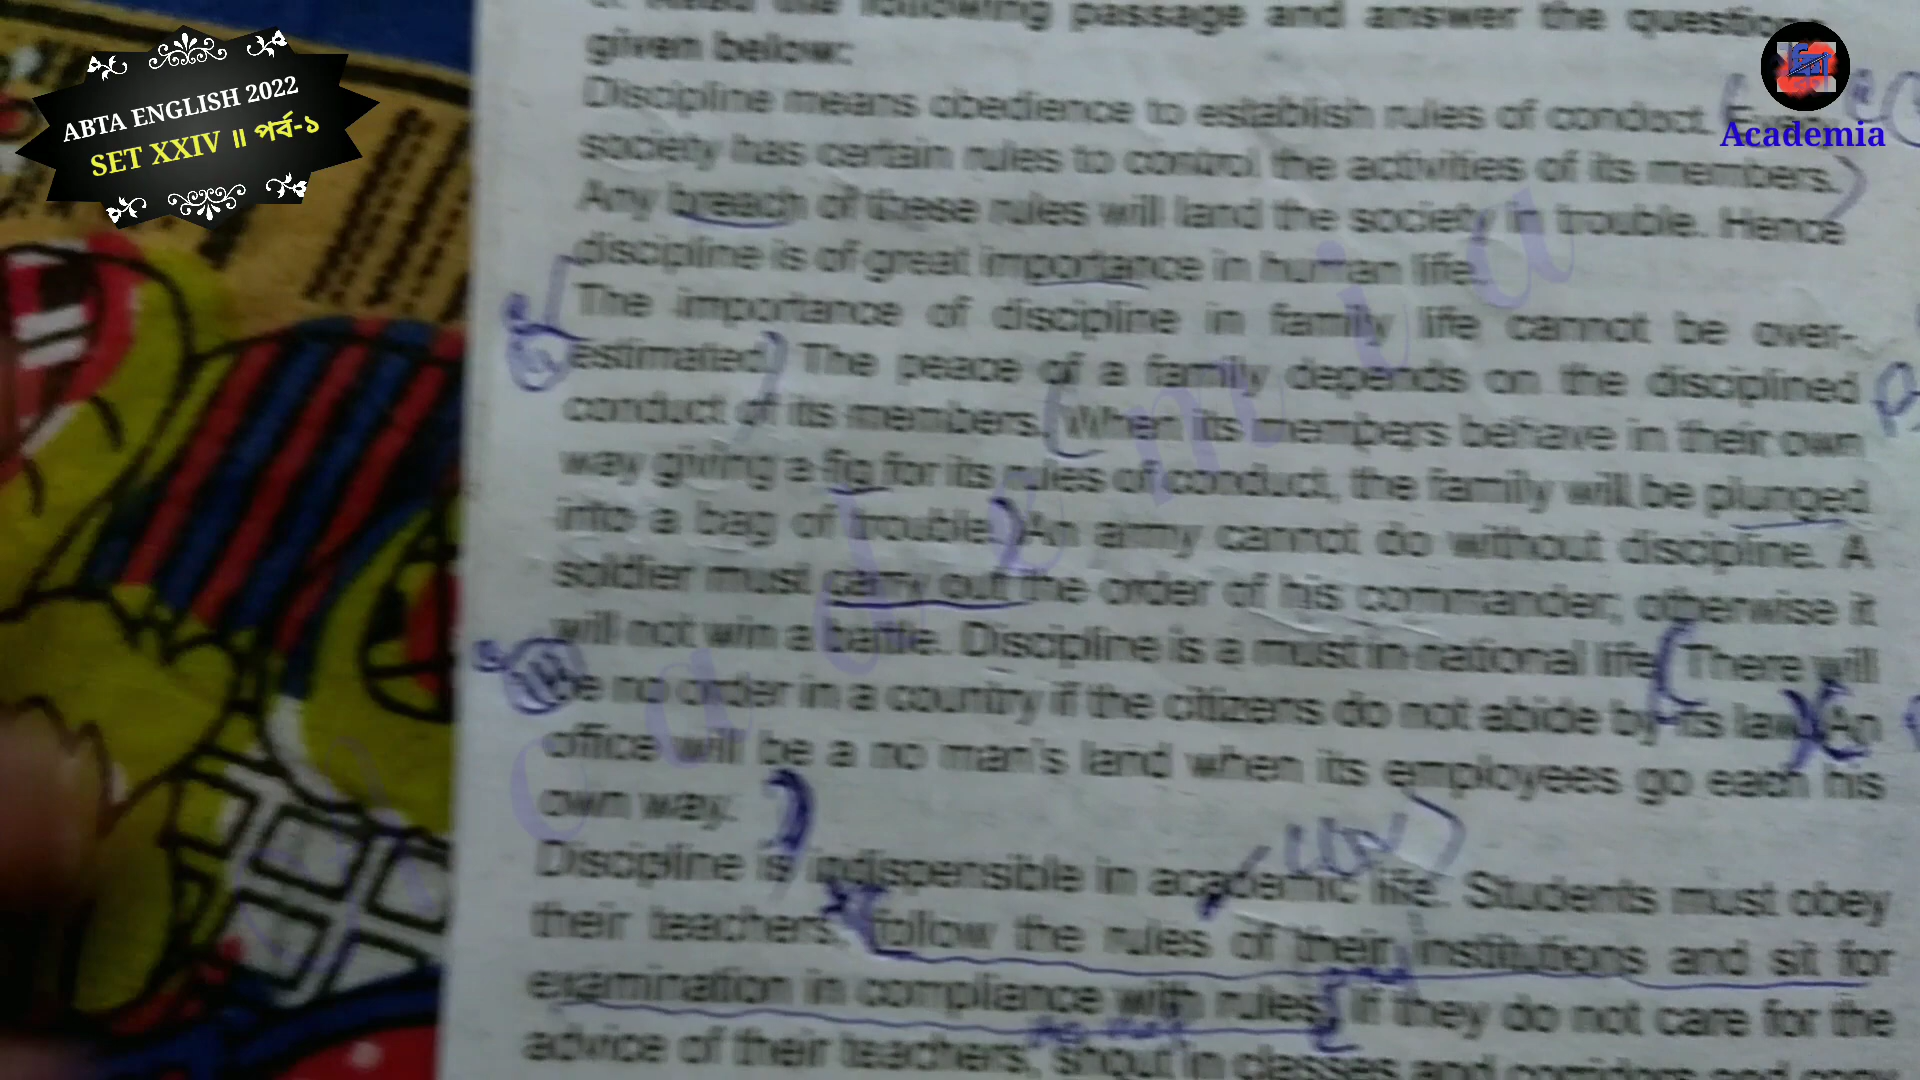 ABTA ENGLISH 2022
SET XXIV ॥ পর্ব-১
Academia
Read the following passage and answer the questions
given bellow:
Discipline means obedience to establish rules of conduct.
society has certain rules to control the activities of its members.
Any breach of these rules will land the society in trouble. Hence
discipline is of great importance in human life.
The importance of discipline in family life cannot be over-
estimated. The peace of a family depends on the disciplined
conduct of its members. When its members behave in their own
way giving a fig for its rules of conduct, the family will be plunged
into a bag of trouble. An army cannot do without discipline. A
soldier must carry out the order of his commander; otherwise it
will not win a battle. Discipline is a must in national life. There will
be no order in a country if the citizens do not abide by its law. An
office will be a no man's land when its employees go each his
own way.
Discipline is indispensible in academic life. Students must obey
their teachers, follow the rules of their institutions and sit for
examination in compliance with rules. If they do not care for the
advice of their teachers, shout in classes and corridors and copy
Academia